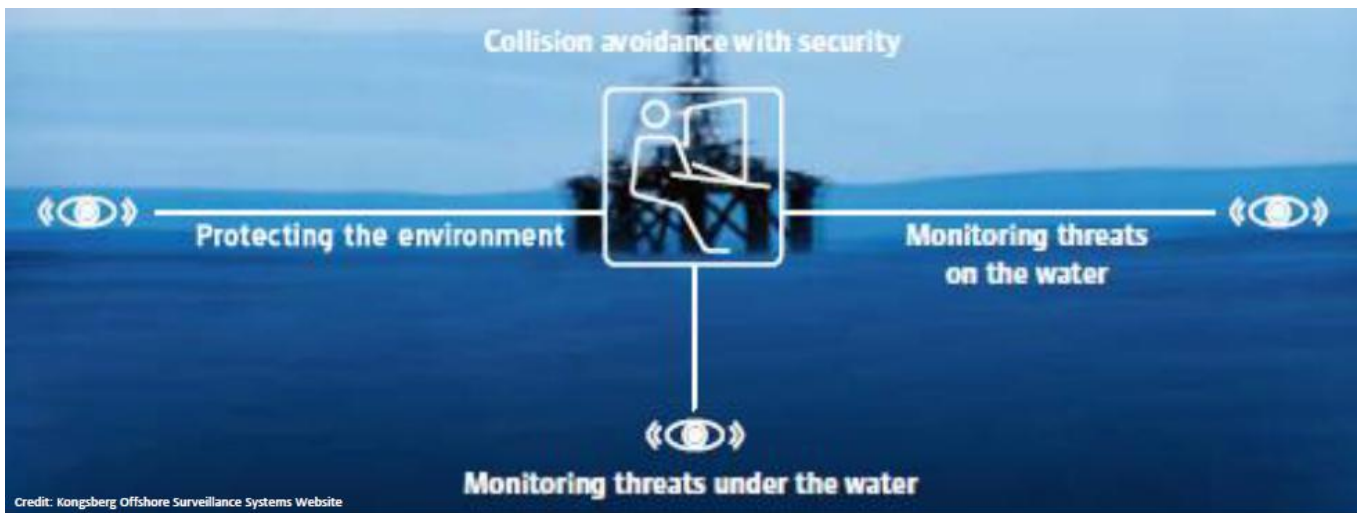 Collision avoidance with security
Protecting the environment
Monitoring threats
on the water
Monitoring threats under the water
Credit: Kongsberg Offshore Surveillance Systems Website